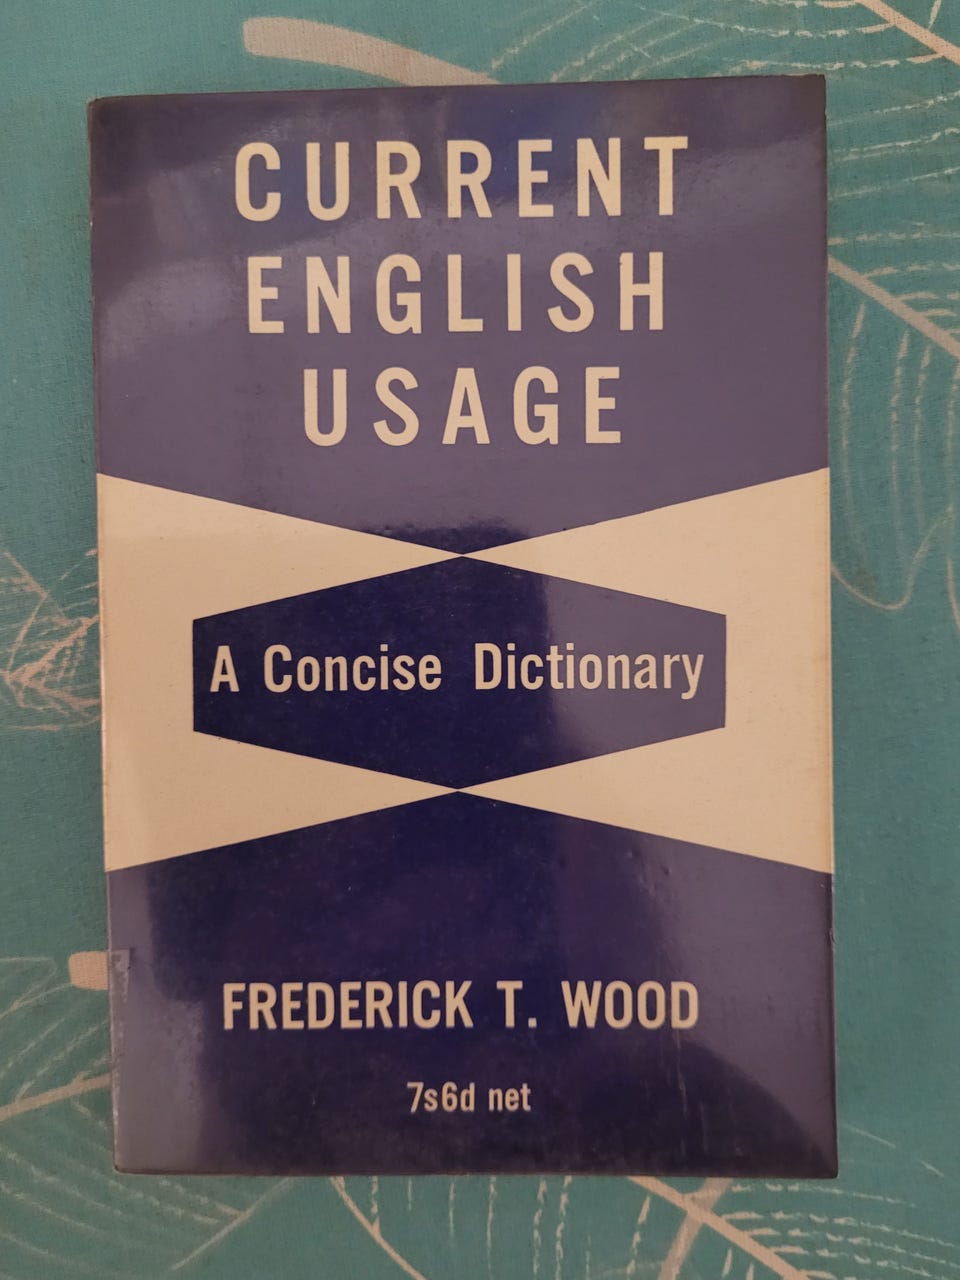 CURRENT
ENGLISH
USAGE
A Concise Dictionary
FREDERICK T. WOOD
7s6d net